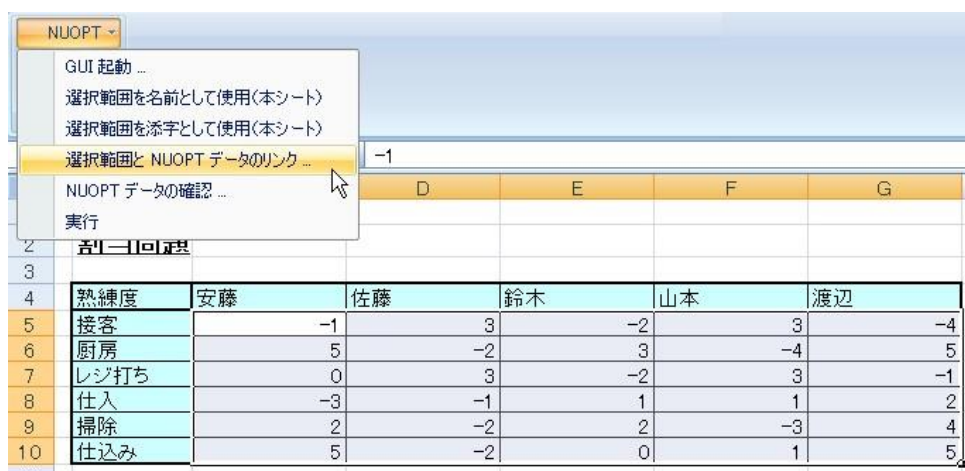 NUOPT
GUI 起動 ...
選択範囲を名前として使用(本シート)
選択範囲を添字として使用(本シート)
選択範囲と NUOPT データのリンク ... -1
NUOPT データの確認 ... D E F G
実行
2 割当問題
3
4 熟練度 安藤 佐藤 鈴木 山本 渡辺
5 接客 -1 3 -2 3 -4
6 厨房 5 -2 3 -4 5
7 レジ打ち 0 3 -2 3 -1
8 仕入 -3 -1 1 1 2
9 掃除 2 -2 2 -3 4
10 仕込み 5 -2 0 1 5